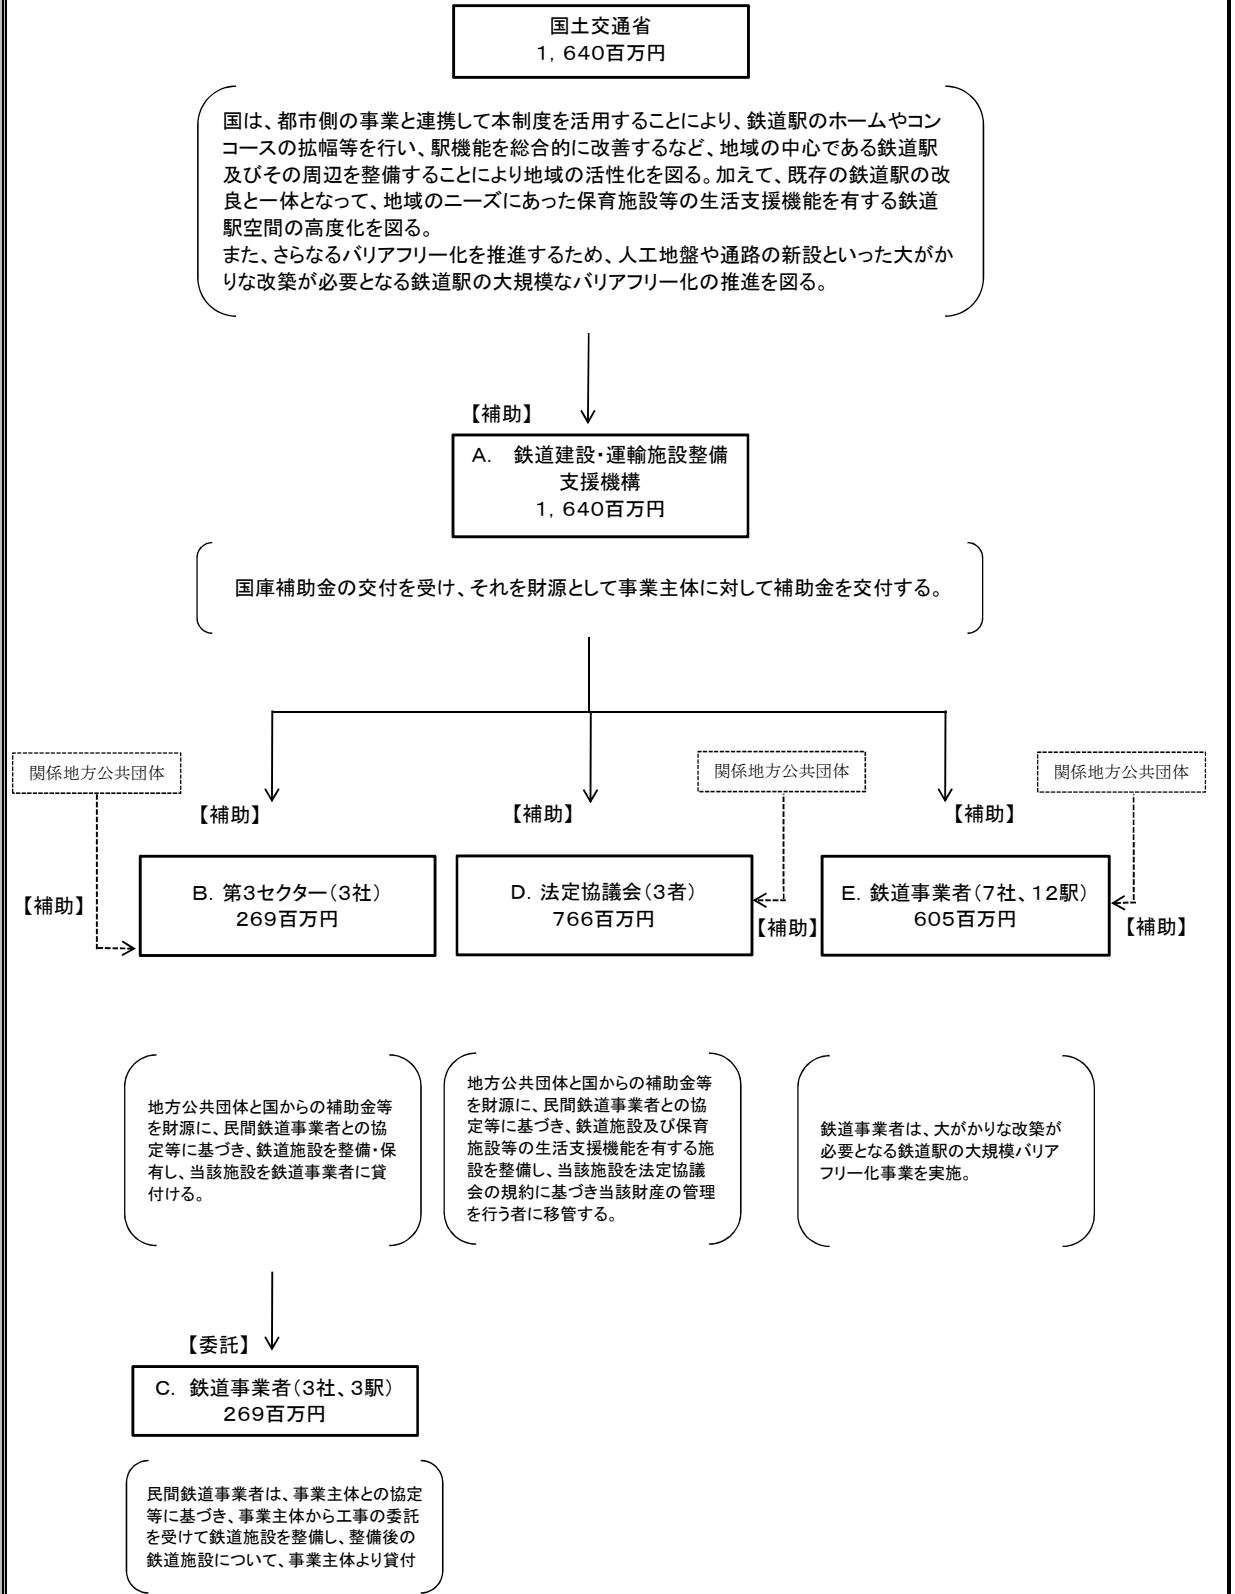 国土交通省
１，６４０百万円
国は、都市側の事業と連携して本制度を活用することにより、鉄道駅のホームやコン
コースの拡幅等を行い、駅機能を総合的に改善するなど、地域の中心である鉄道駅
及びその周辺を整備することにより地域の活性化を図る。加えて、既存の鉄道駅の改
良と一体となって、地域のニーズにあった保育施設等の生活支援機能を有する鉄道
駅空間の高度化を図る。
また、さらなるバリアフリー化を推進するため、人工地盤や通路の新設といった大がか
りな改築が必要となる鉄道駅の大規模なバリアフリー化の推進を図る。
【補助】
Ａ．　鉄道建設・運輸施設整備
支援機構
１，６４０百万円
国庫補助金の交付を受け、それを財源として事業主体に対して補助金を交付する。
関係地方公共団体
関係地方公共団体
関係地方公共団体
【補助】
【補助】
【補助】
【補助】
Ｂ．第３セクター（３社）
２６９百万円
Ｄ．法定協議会（３者）
７６６百万円
【補助】
Ｅ．鉄道事業者（７社、１２駅）
６０５百万円
【補助】
地方公共団体と国からの補助金等
を財源に、民間鉄道事業者との協
定等に基づき、鉄道施設を整備・保
有し、当該施設を鉄道事業者に貸
付ける。
地方公共団体と国からの補助金等
を財源に、民間鉄道事業者との協
定等に基づき、鉄道施設及び保育
施設等の生活支援機能を有する施
設を整備し、当該施設を法定協議
会の規約に基づき当該財産の管理
を行う者に移管する。
鉄道事業者は、大がかりな改築が
必要となる鉄道駅の大規模バリア
フリー化事業を実施。
【委託】
Ｃ．鉄道事業者（３社、３駅）
２６９百万円
民間鉄道事業者は、事業主体との協定
等に基づき、事業主体から工事の委託
を受けて鉄道施設を整備し、整備後の
鉄道施設について、事業主体より貸付